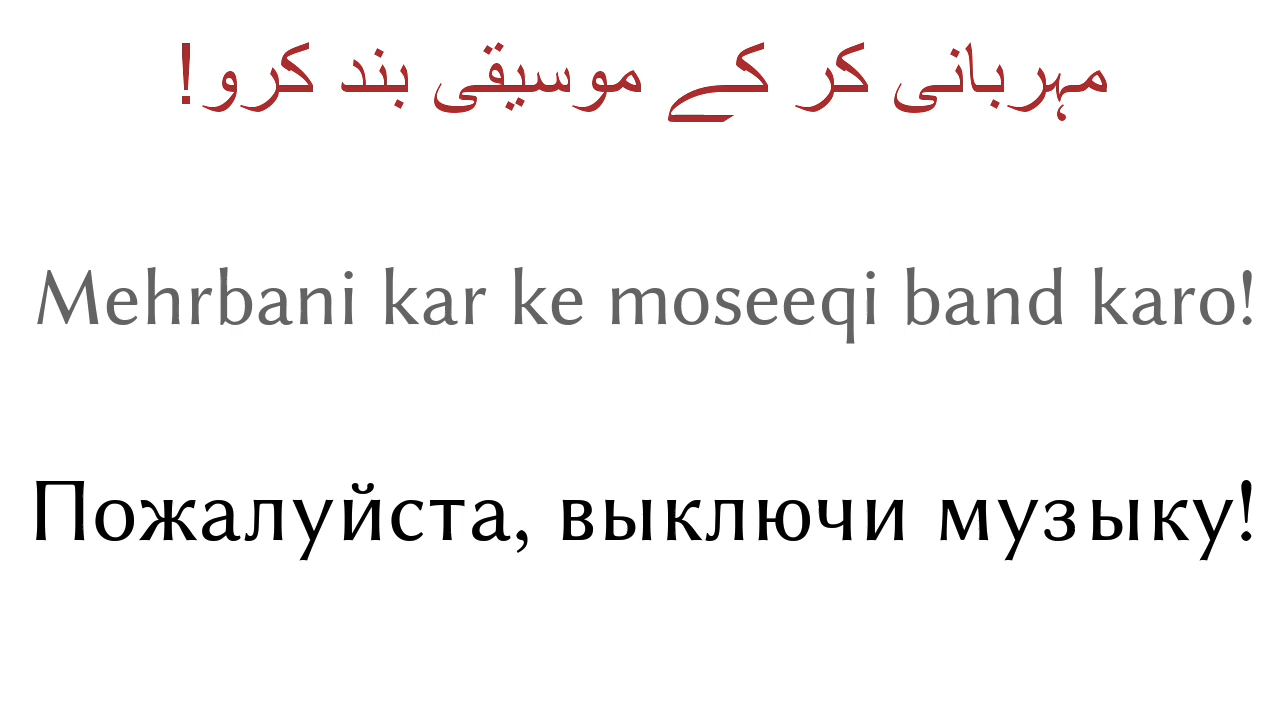 مہربانی کر کے موسیقی بند کرو!
Mehrbani kar ke moseeqi band karo!
Пожалуйста, выключи музыку!